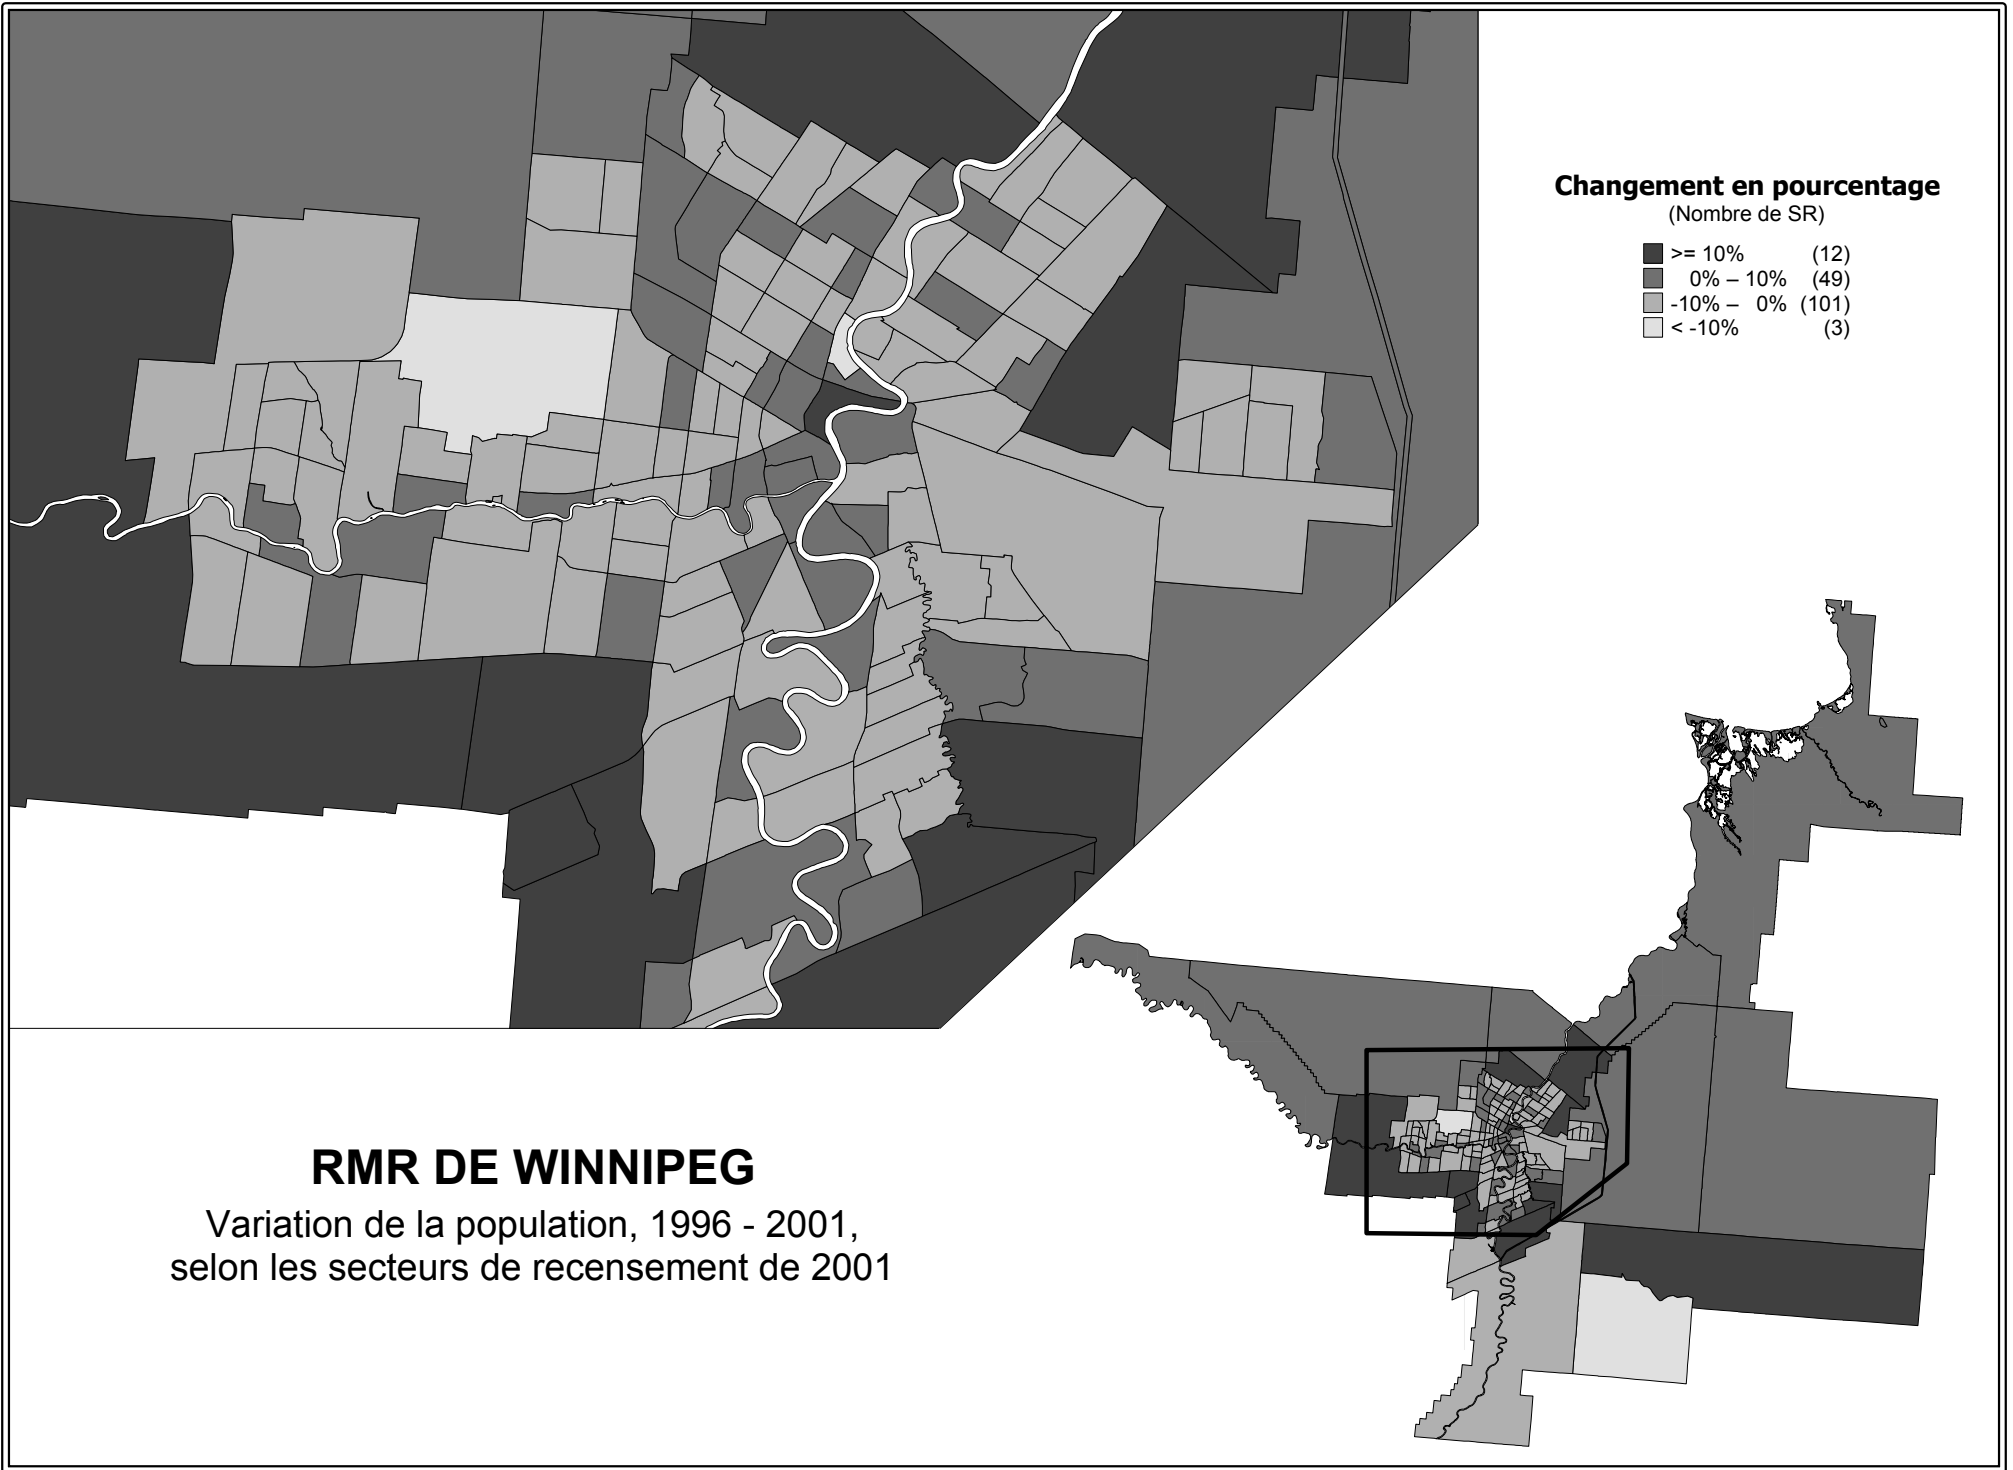 Changement en pourcentage
(Nombre de SR)
>= 10% (12)
0% – 10% (49)
-10% – 0% (101)
< -10% (3)
RMR DE WINNIPEG
Variation de la population, 1996 - 2001,
selon les secteurs de recensement de 2001